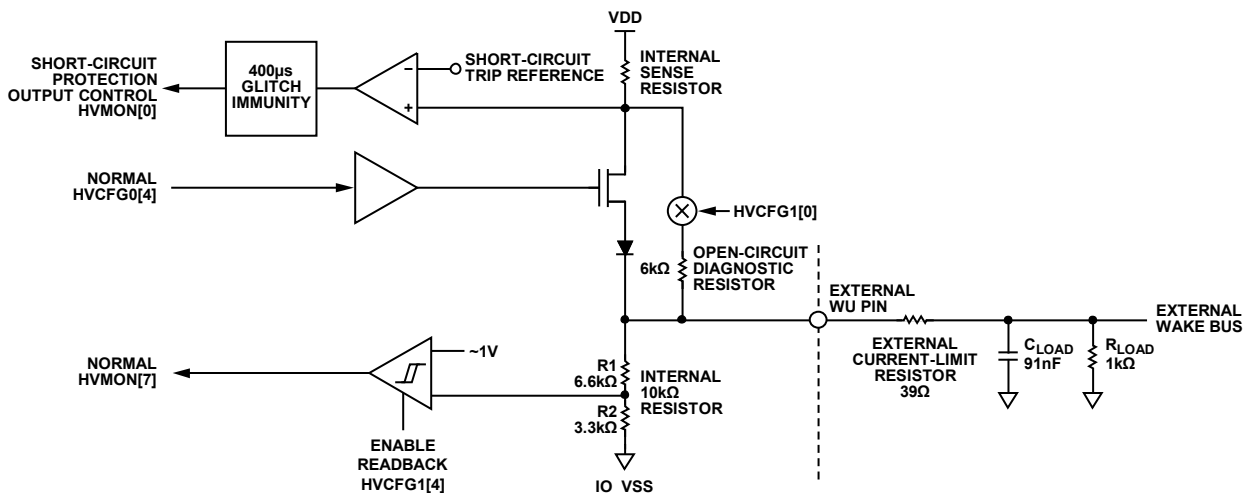 VDD
SHORT-CIRCUIT
PROTECTION
OUTPUT CONTROL
HVMON[0]
400µs
GLITCH
IMMUNITY
–
+
SHORT-CIRCUIT
TRIP REFERENCE
INTERNAL
SENSE
RESISTOR
NORMAL
HVCFG0[4]
HVCFG1[0]
6kΩ
OPEN-CIRCUIT
DIAGNOSTIC
RESISTOR
EXTERNAL
WU PIN
EXTERNAL
WAKE BUS
EXTERNAL
CURRENT-LIMIT
RESISTOR
39Ω
CLOAD
91nF
RLOAD
1kΩ
NORMAL
HVMON[7]
~1V
R1
6.6kΩ
INTERNAL
10kΩ
RESISTOR
R2
3.3kΩ
ENABLE
READBACK
HVCFG1[4]
IO_VSS